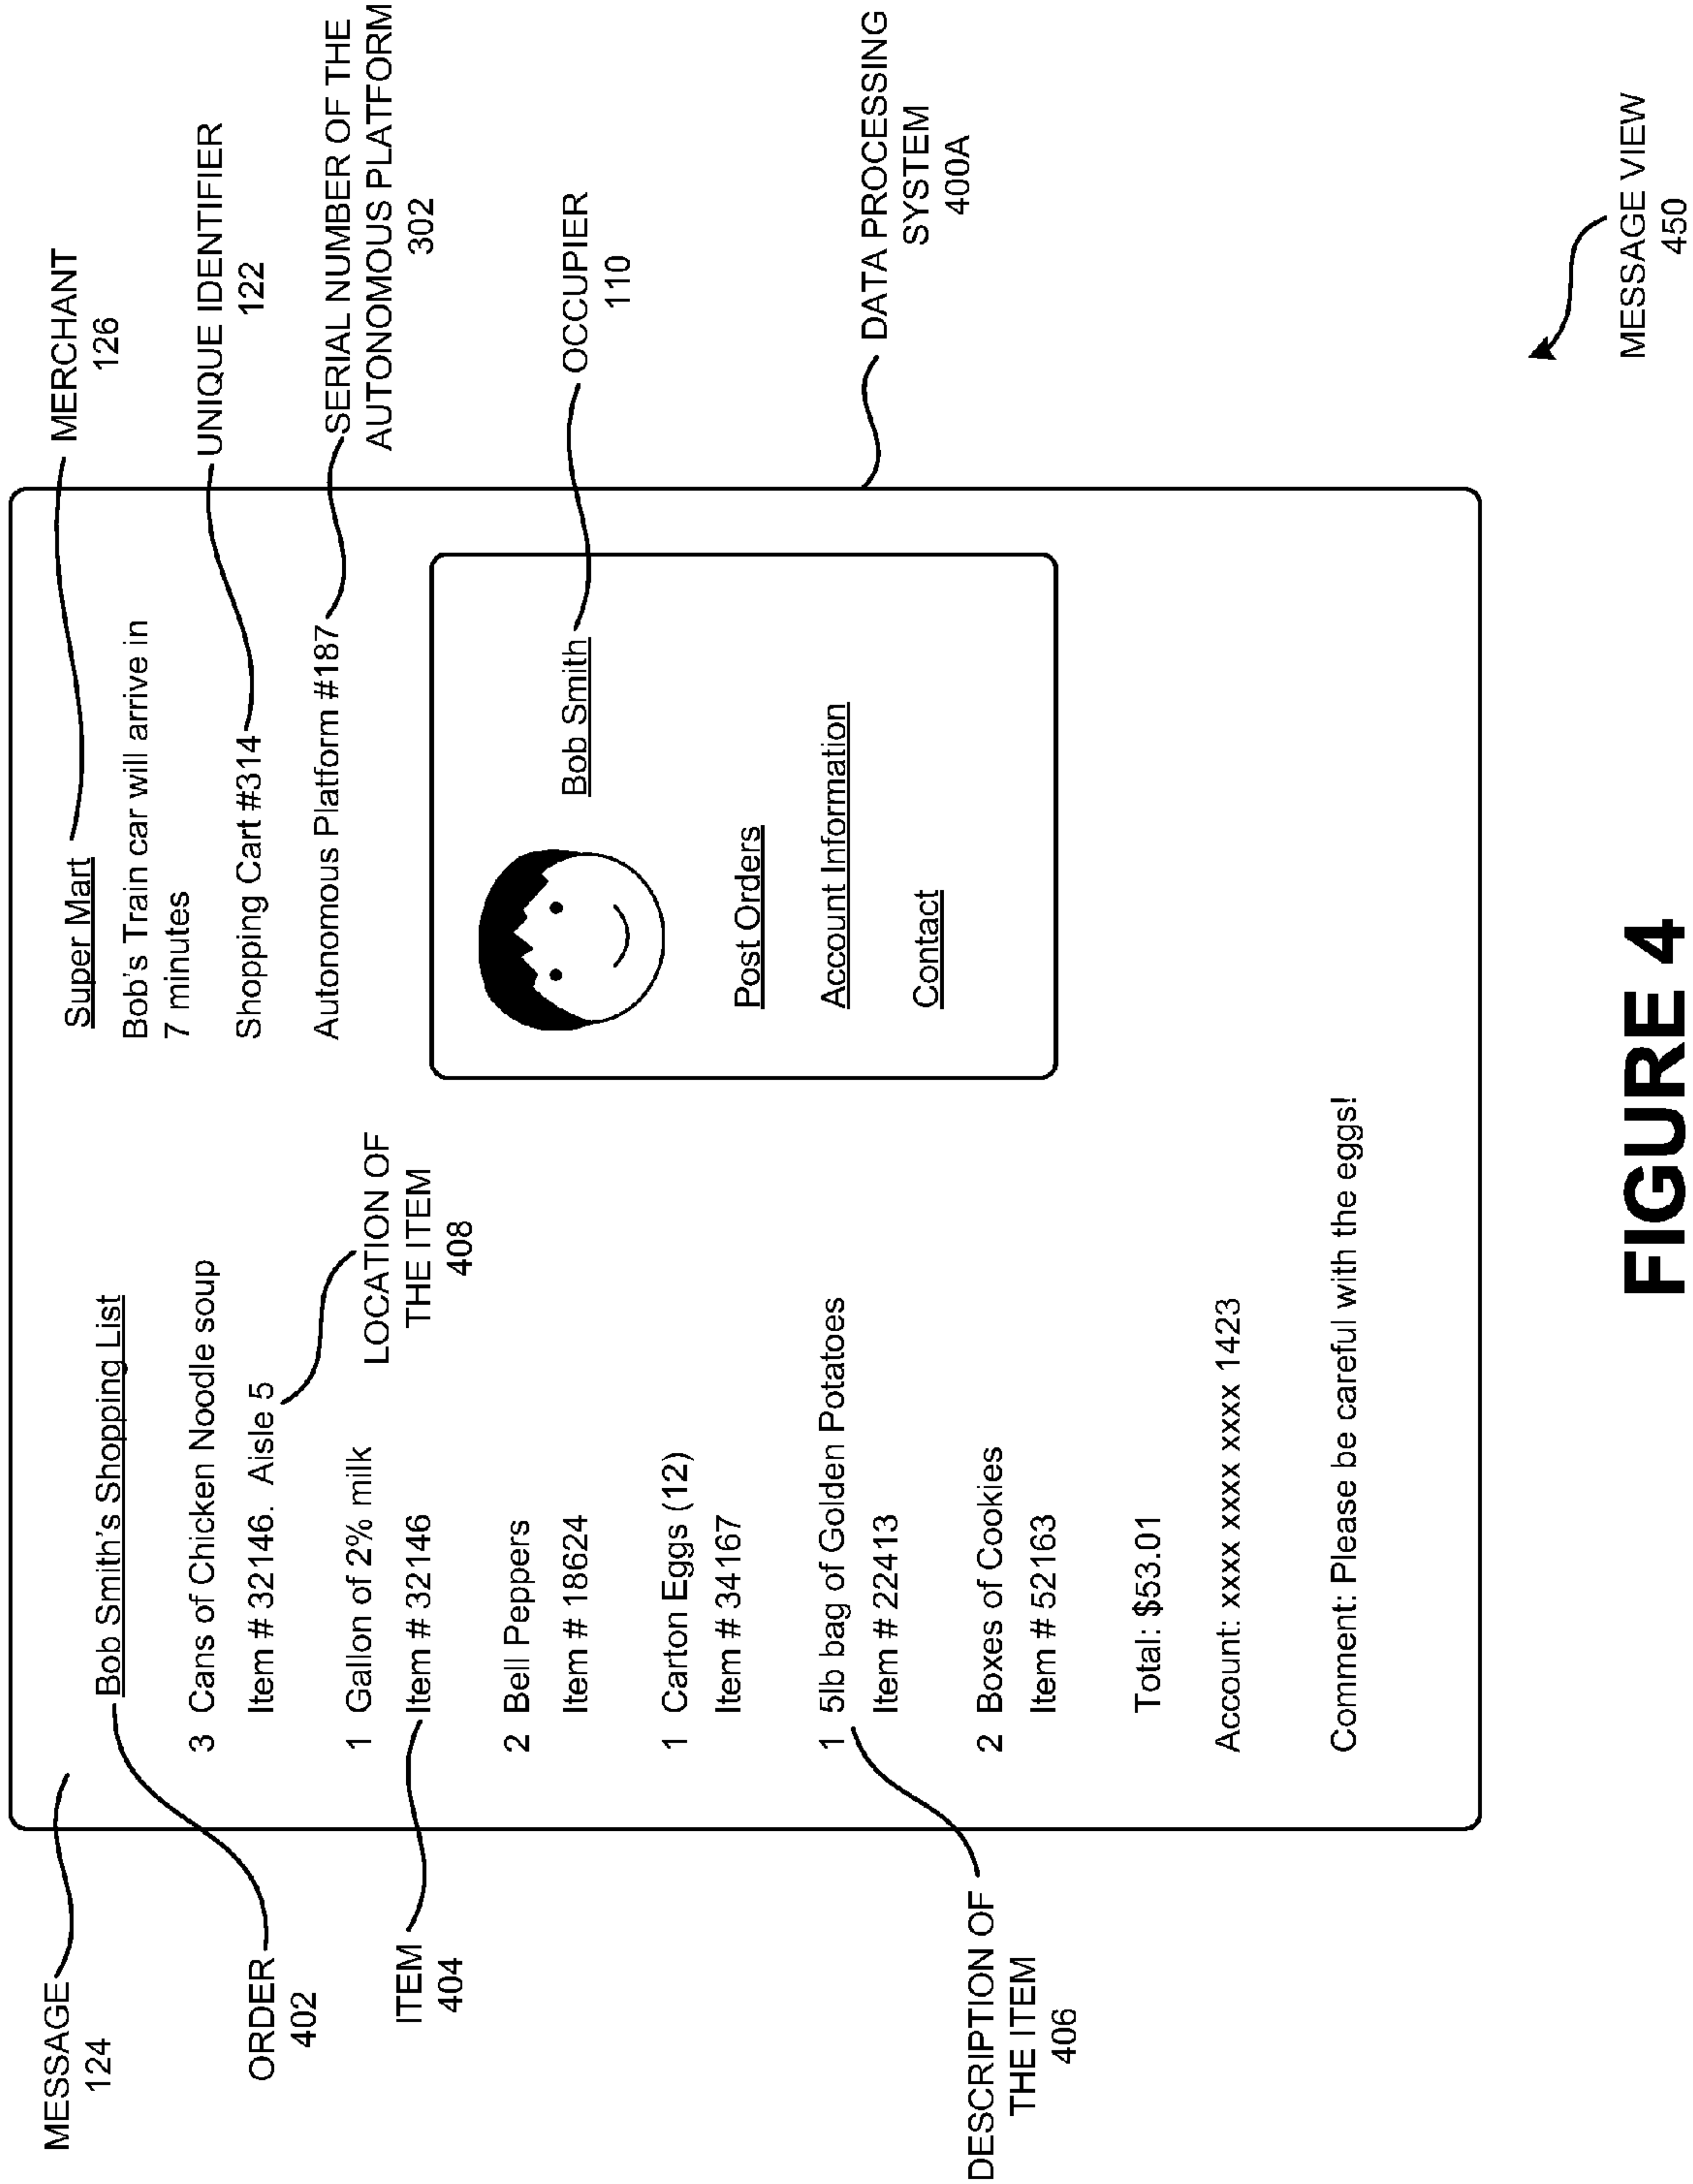 MESSAGE
124
ORDER
402
ITEM
404
DESCRIPTION OF
THE ITEM
406
Bob Smith's Shopping List
3 Cans of Chicken Noodle soup
Item # 32146. Aisle 5
LOCATION OF
THE ITEM
408
1 Gallon of 2% milk
Item # 32146
2 Bell Peppers
Item # 18624
1 Carton Eggs (12)
Item # 34167
1 5lb bag of Golden Potatoes
Item # 22413
2 Boxes of Cookies
Item # 52163
Total: $53.01
Account: xxxx xxxx xxxx 1423
Comment: Please be careful with the eggs!
Super Mart
Bob's Train car will arrive in
7 minutes
Shopping Cart #314
Autonomous Platform #187
Bob Smith
Post Orders
Account Information
Contact
MERCHANT
126
UNIQUE IDENTIFIER
122
SERIAL NUMBER OF THE
AUTONOMOUS PLATFORM
302
OCCUPIER
110
DATA PROCESSING
SYSTEM
400A
MESSAGE VIEW
450
FIGURE 4